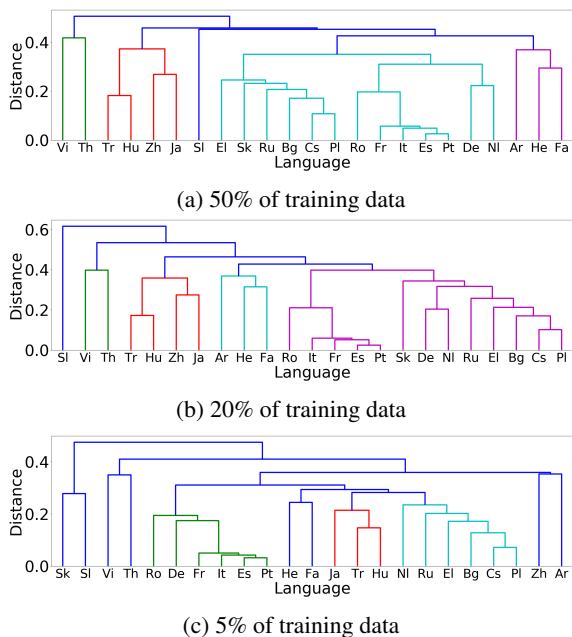 Distance
0.4
0.2
0.0
Vi Th Tr Hu Zh Ja Sl El Sk Ru Bg Cs Pl Ro Fr It Es Pt De Nl Ar He Fa
Language
(a) 50% of training data
Distance
0.6
0.4
0.2
0.0
Sl Vi Th Tr Hu Zh Ja Ar He Fa Ro It Fr Es Pt Sk De Nl Ru El Bg Cs Pl
Language
(b) 20% of training data
Distance
0.4
0.2
0.0
Sk Sl Vi Th Ro De Fr It Es Pt He Fa Ja Tr Hu Nl Ru El Bg Cs Pl Zh Ar
Language
(c) 5% of training data